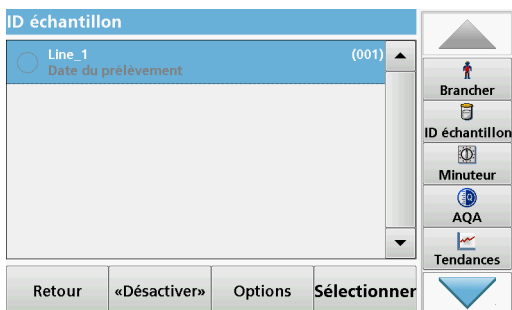 ID échantillon
Line_1 (001)
Date du prélèvement
Retour «Désactiver» Options Sélectionner
Brancher
ID échantillon
Minuteur
AQA
Tendances